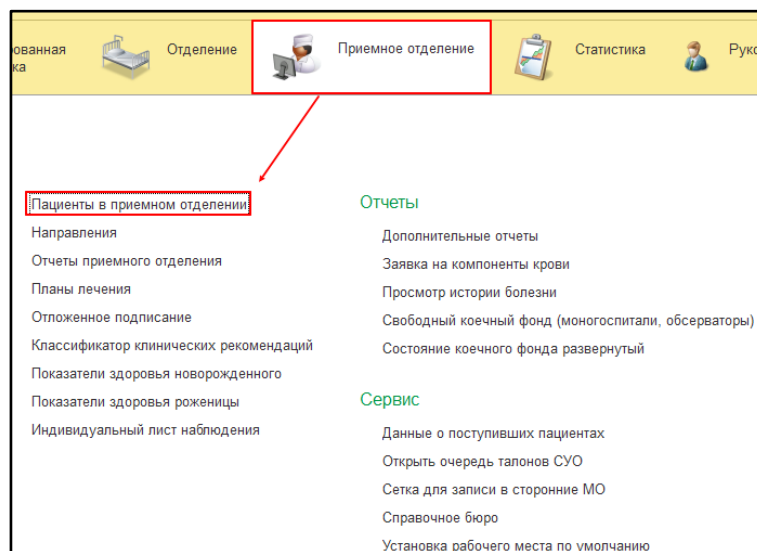 Отделение
Приемное отделение
Статистика
Пациенты в приемном отделении
Направления
Отчеты приемного отделения
Планы лечения
Отложенное подписание
Классификатор клинических рекомендаций
Показатели здоровья новорожденного
Показатели здоровья роженицы
Индивидуальный лист наблюдения
Отчеты
Дополнительные отчеты
Заявка на компоненты крови
Просмотр истории болезни
Свободный коечный фонд (моногоспитали, обсерваторы)
Состояние коечного фонда развернутый
Сервис
Данные о поступивших пациентах
Открыть очередь талонов СУО
Сетка для записи в сторонние МО
Справочное бюро
Установка рабочего места по умолчанию